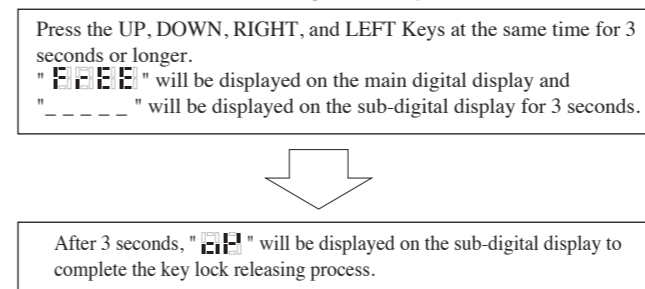 Press the UP, DOWN, RIGHT, and LEFT Keys at the same time for 3
seconds or longer.
" FrEE " will be displayed on the main digital display and
"_ _ _ _ _ " will be displayed on the sub-digital display for 3 seconds.
After 3 seconds, " " will be displayed on the sub-digital display to
complete the key lock releasing process.